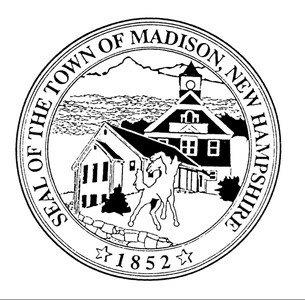 SEAL OF THE TOWN OF MADISON, NEW HAMPSHIRE
1852